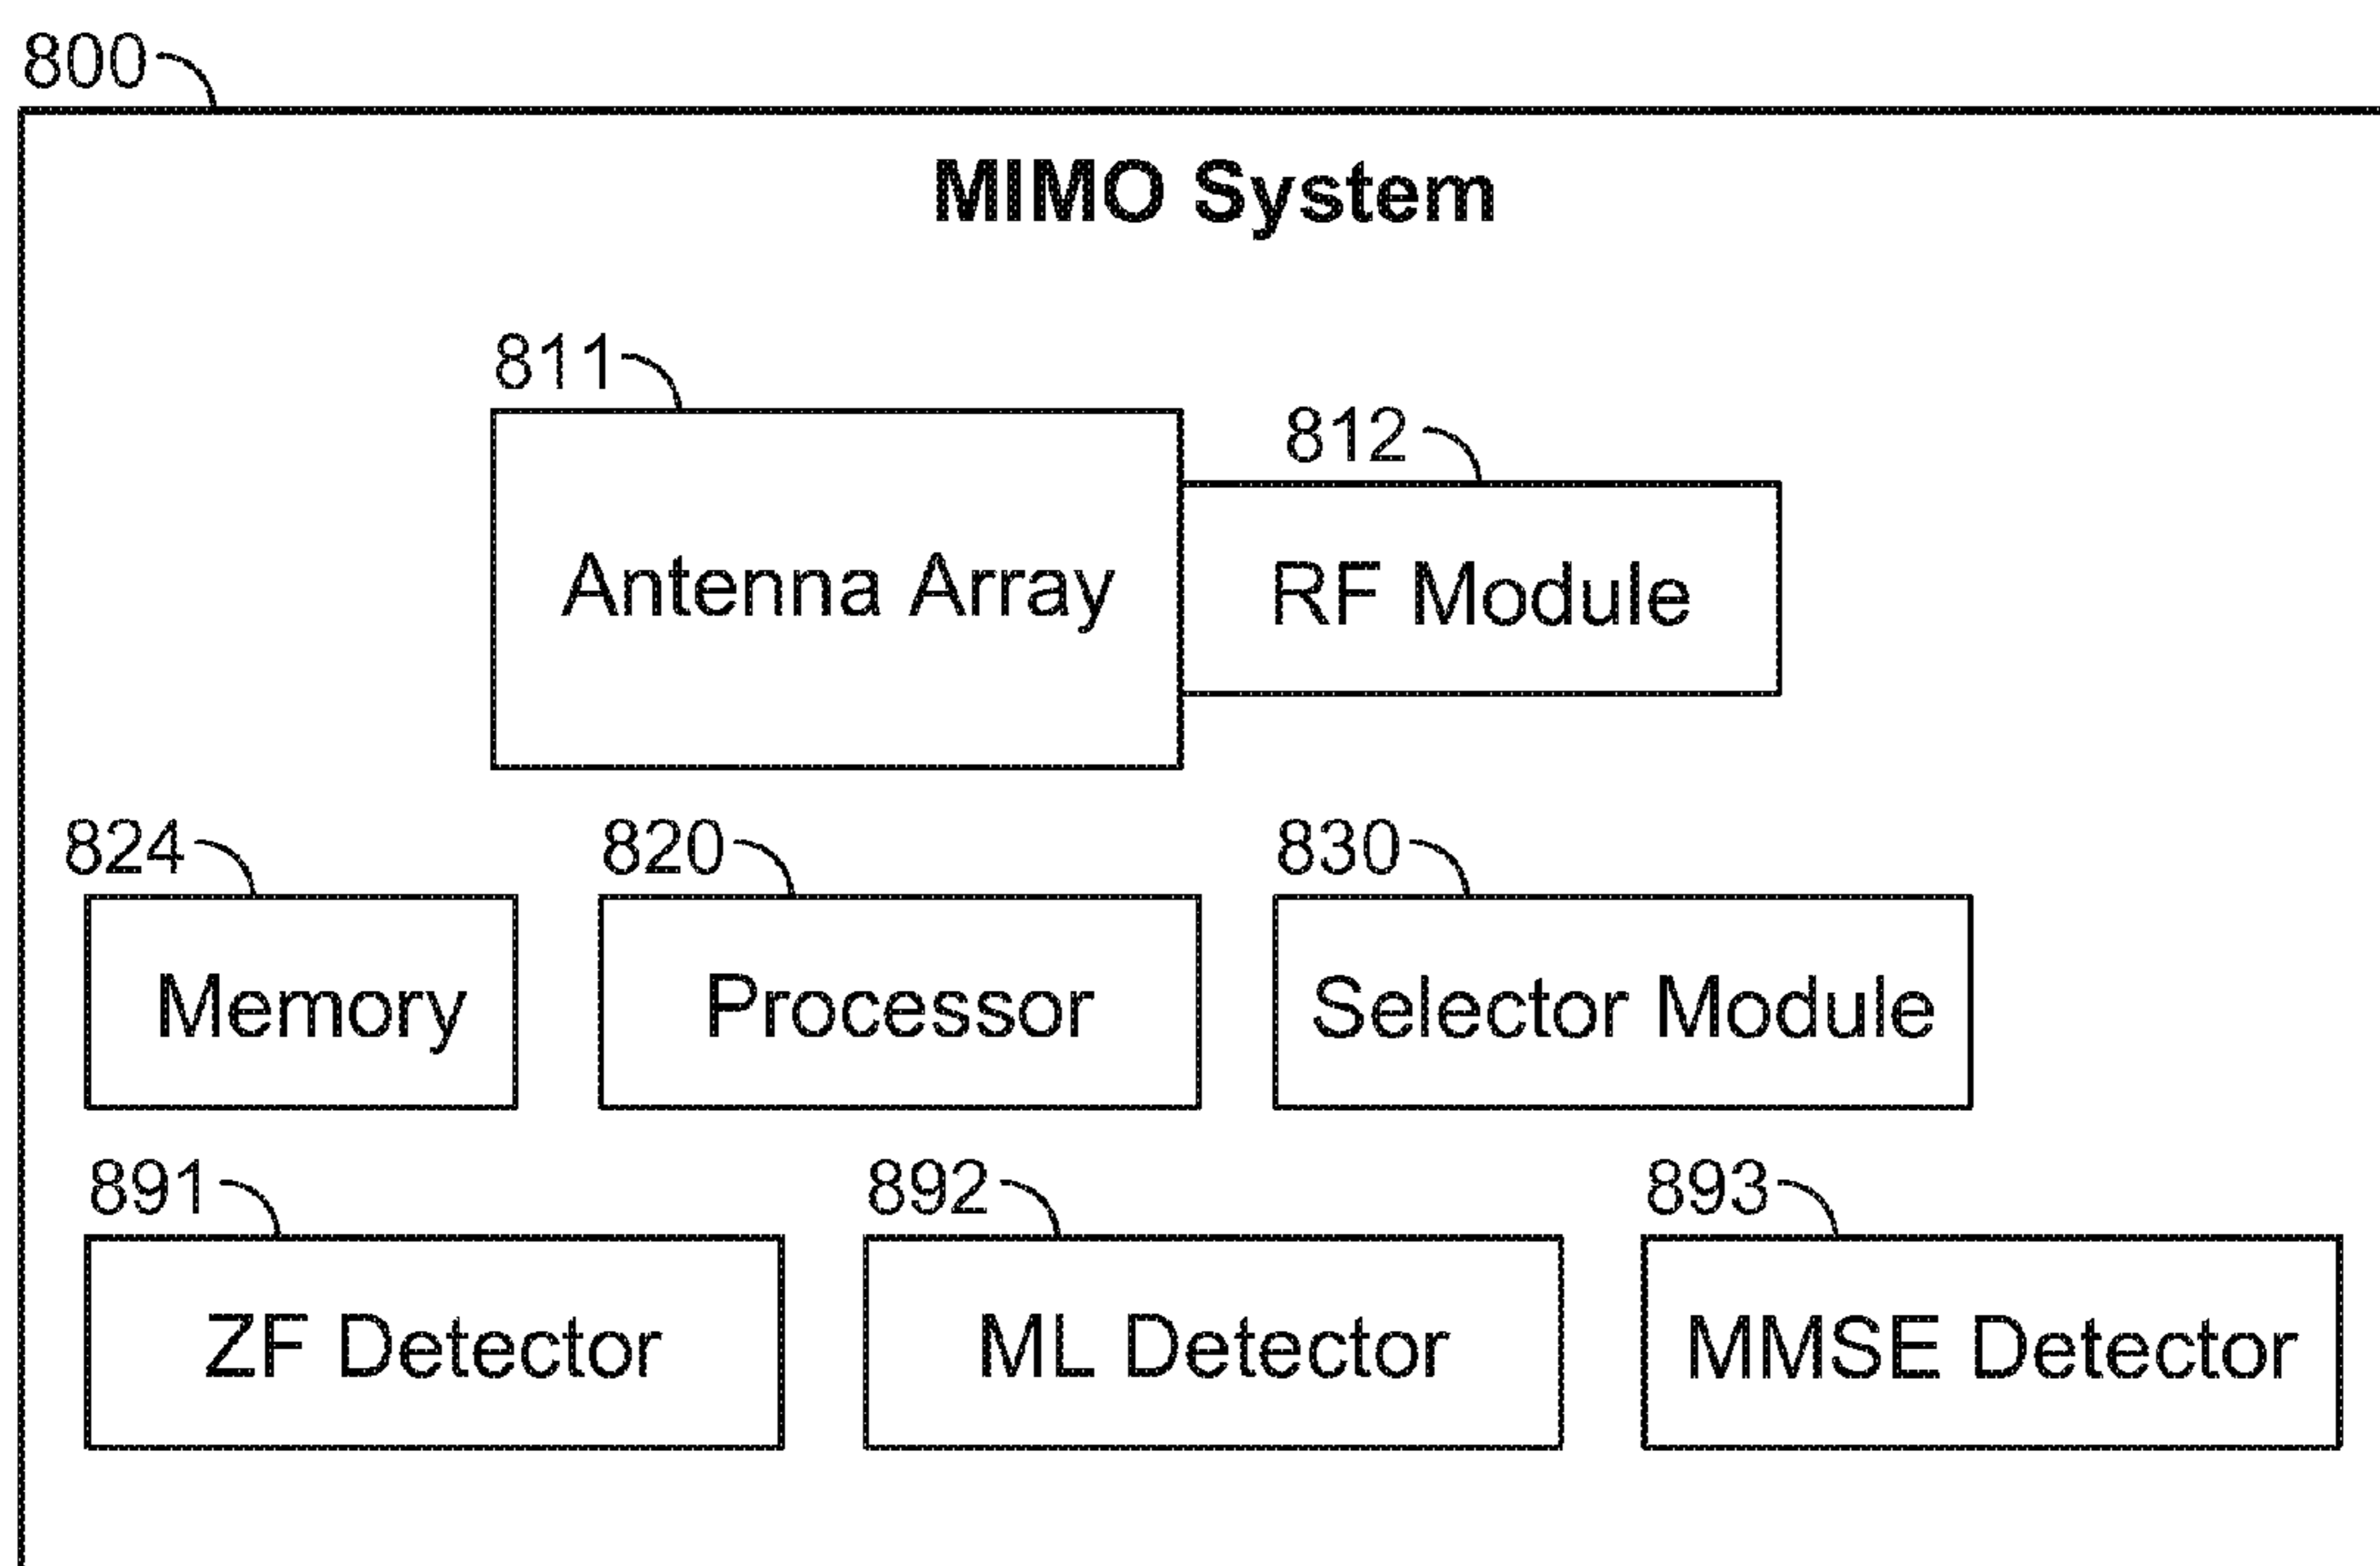 800
MIMO System
811
812
Antenna Array
RF Module
824
820
830
Memory
Processor
Selector Module
891
892
893
ZF Detector
ML Detector
MMSE Detector